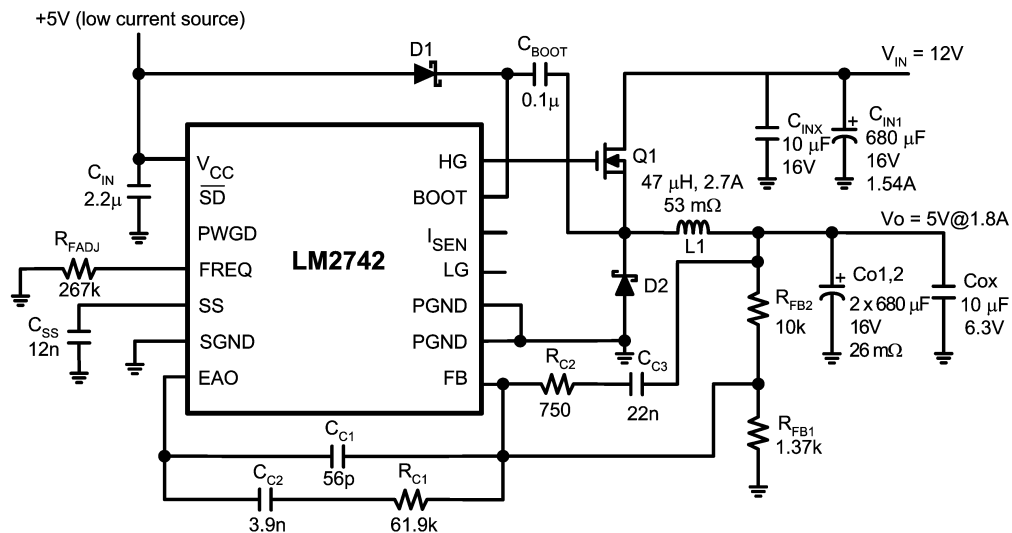 +5V (low current source)
D1
C_BOOT
0.1μ
V_IN = 12V
C_INX
10 μF
16V
C_IN1
+
680 μF
16V
1.54A
C_IN
2.2μ
V_CC
SD
PWGD
FREQ
SS
SGND
EAO
LM2742
HG
BOOT
I_SEN
LG
PGND
PGND
FB
Q1
47 μH, 2.7A
53 mΩ
L1
Vo = 5V@1.8A
D2
R_FADJ
267k
C_SS
12n
R_FB2
10k
+
Co1,2
2 x 680 μF
16V
26 mΩ
Cox
10 μF
6.3V
R_C2
750
C_C3
22n
R_FB1
1.37k
C_C1
56p
C_C2
3.9n
R_C1
61.9k